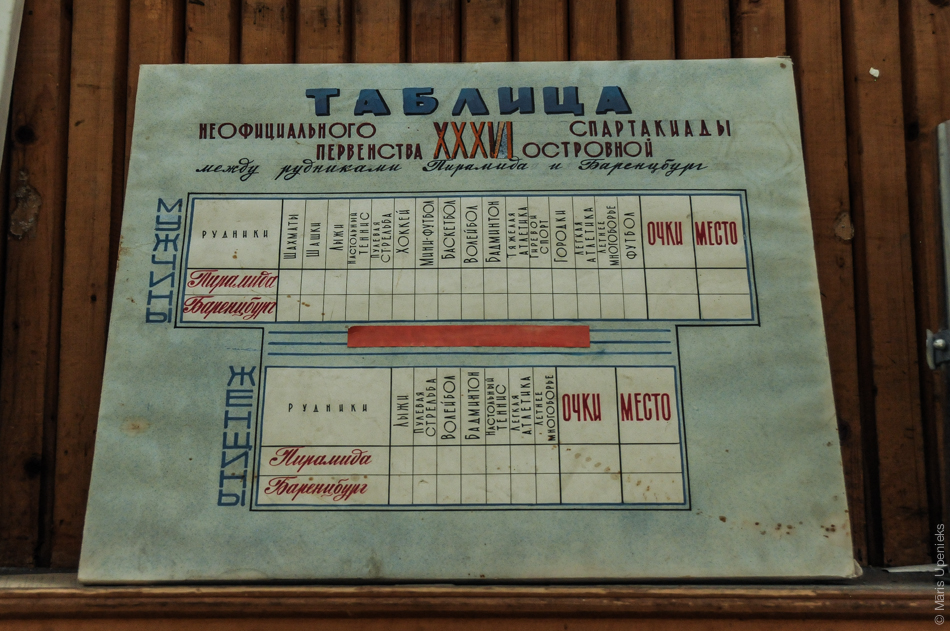 ТАБЛИЦА
НЕОФИЦИАЛЬНОГО XXXVI СПАРТАКИАДЫ
ПЕРВЕНСТВА ОСТРОВНОЙ
между рудниками Пирамида и Баренцбург
МУЖЧИНЫ
РУДНИКИ
ШАХМАТЫ
ШАШКИ
ЛЫЖИ
НАСТОЛЬНЫЙ ТЕННИС
ПУЛЕВАЯ СТРЕЛЬБА
ХОККЕЙ
МИНИ-ФУТБОЛ
БАСКЕТБОЛ
ВОЛЕЙБОЛ
БАДМИНТОН
ТЯЖЕЛАЯ АТЛЕТИКА
ГИРЕВОЙ СПОРТ
ГОРОДКИ
ЛЕГКАЯ АТЛЕТИКА
ЛЕТНЕЕ МНОГОБОРЬЕ
ФУТБОЛ
ОЧКИ
МЕСТО
Пирамида
Баренцбург
ЖЕНЩИНЫ
РУДНИКИ
ЛЫЖИ
ПУЛЕВАЯ СТРЕЛЬБА
ВОЛЕЙБОЛ
БАДМИНТОН
НАСТОЛЬНЫЙ ТЕННИС
ЛЕГКАЯ АТЛЕТИКА
ЛЕТНЕЕ МНОГОБОРЬЕ
ОЧКИ
МЕСТО
Пирамида
Баренцбург
© Māris Upenieks